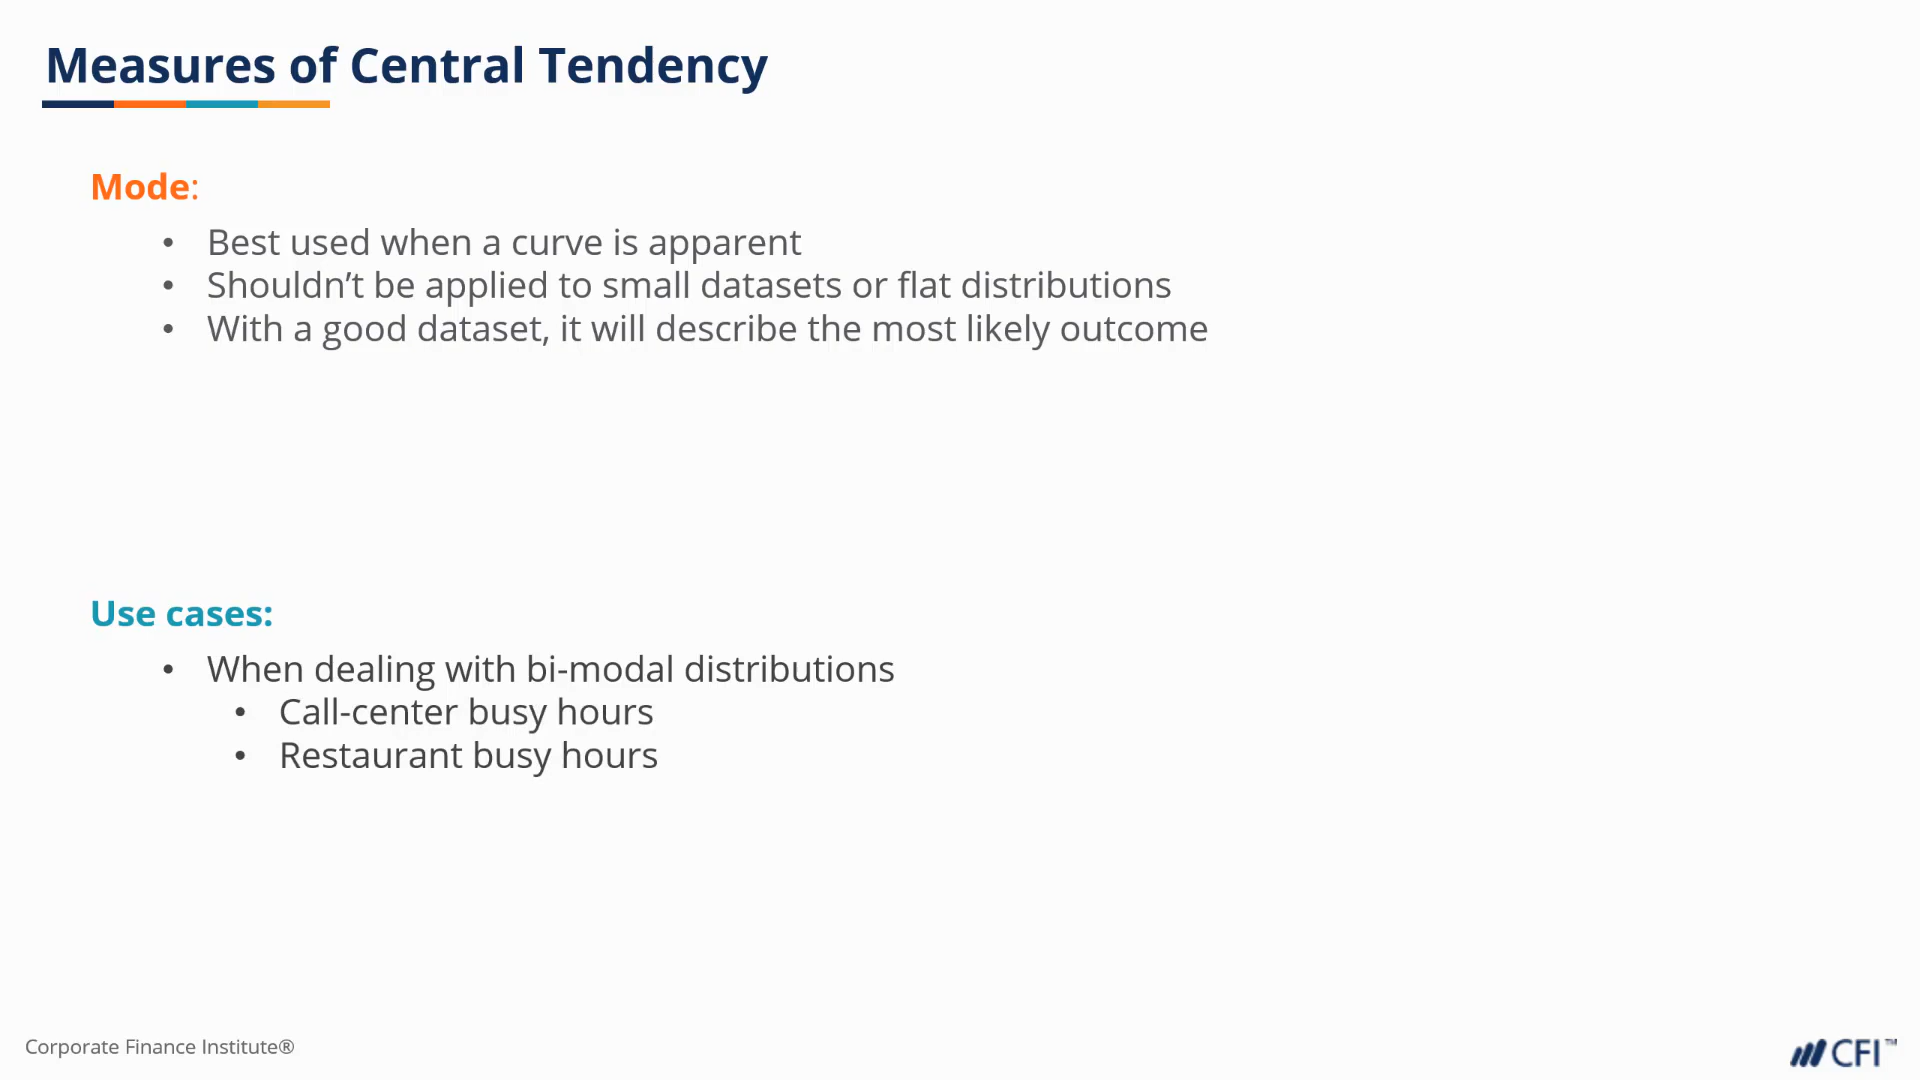 Measures of Central Tendency
Mode:
• Best used when a curve is apparent
• Shouldn’t be applied to small datasets or flat distributions
• With a good dataset, it will describe the most likely outcome
Use cases:
• When dealing with bi-modal distributions
• Call-center busy hours
• Restaurant busy hours
Corporate Finance Institute®
CFI™